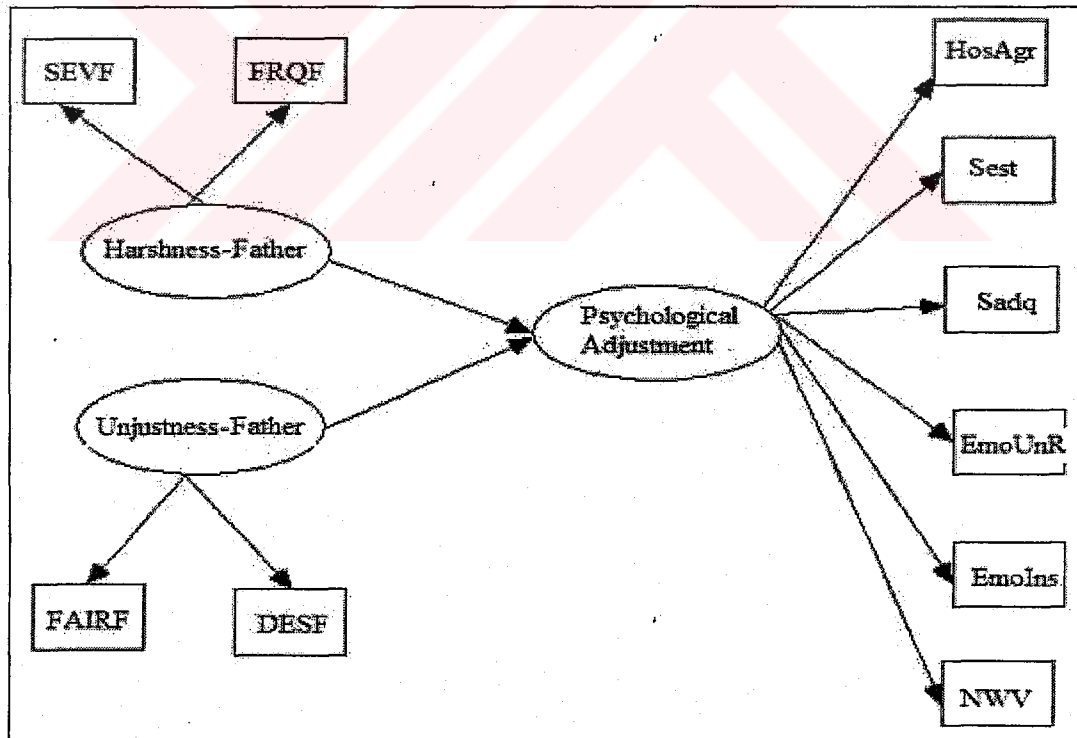 SEVF
FRQF
Harshness-Father
Unjustness-Father
FAIRF
DESF
Psychological
Adjustment
HosAgr
Sest
Sadq
EmoUnR
EmoIns
NWV